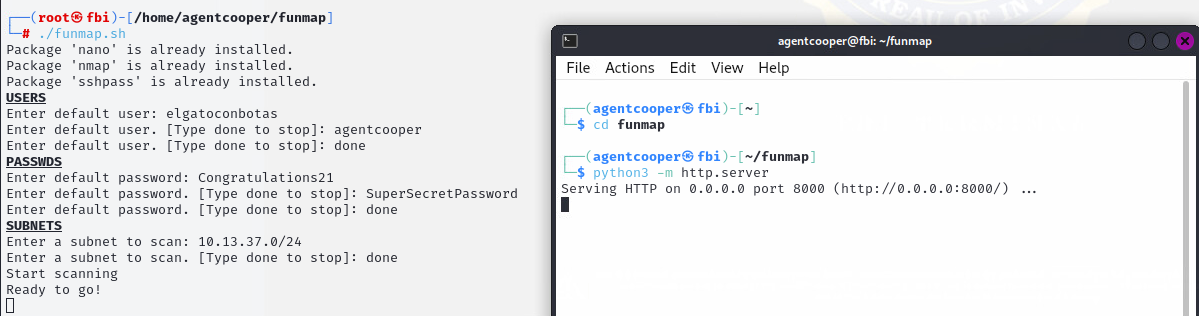 ┌──(root㉿fbi)-[/home/agentcooper/funmap]
└─# ./funmap.sh
Package 'nano' is already installed.
Package 'nmap' is already installed.
Package 'sshpass' is already installed.
USERS
Enter default user: elgatoconbotas
Enter default user. [Type done to stop]: agentcooper
Enter default user. [Type done to stop]: done
PASSWDS
Enter default password: Congratulations21
Enter default password. [Type done to stop]: SuperSecretPassword
Enter default password. [Type done to stop]: done
SUBNETS
Enter a subnet to scan: 10.13.37.0/24
Enter a subnet to scan. [Type done to stop]: done
Start scanning
Ready to go!
REAU OF IN
agentcooper@fbi: ~/funmap
File Actions Edit View Help
┌──(agentcooper㉿fbi)-[~]
└─$ cd funmap
┌──(agentcooper㉿fbi)-[~/funmap]
└─$ python3 -m http.server
Serving HTTP on 0.0.0.0 port 8000 (http://0.0.0.0:8000/) ...